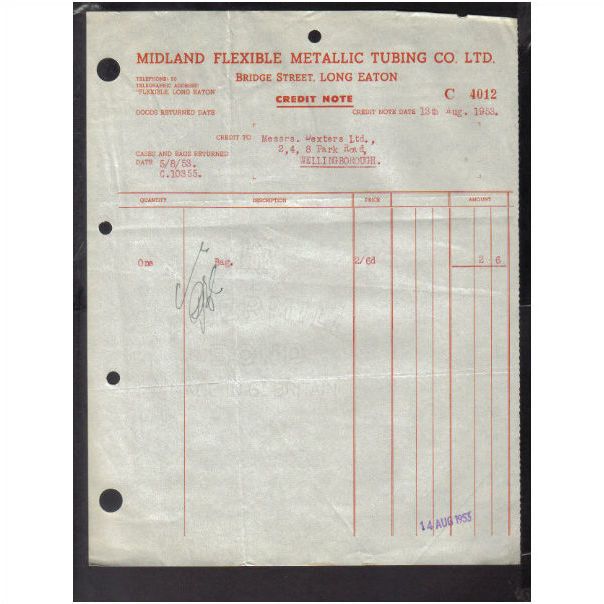 MIDLAND FLEXIBLE METALLIC TUBING CO. LTD.
BRIDGE STREET, LONG EATON
TELEPHONE: 50
TELEGRAPHIC ADDRESS:
"FLEXIBLE LONG EATON"
CREDIT NOTE
C 4012
GOODS RETURNED DATE
CREDIT NOTE DATE 13th Aug. 1953.
CREDIT TO Messrs. Dexters Ltd.,
2,4, 8 Park Road,
WELLINGBOROUGH.
CASES AND BAGS RETURNED
DATE 5/8/53.
C.10355.
QUANTITY DESCRIPTION PRICE AMOUNT
One Bag. 2/6d 2 6
14 AUG 1953